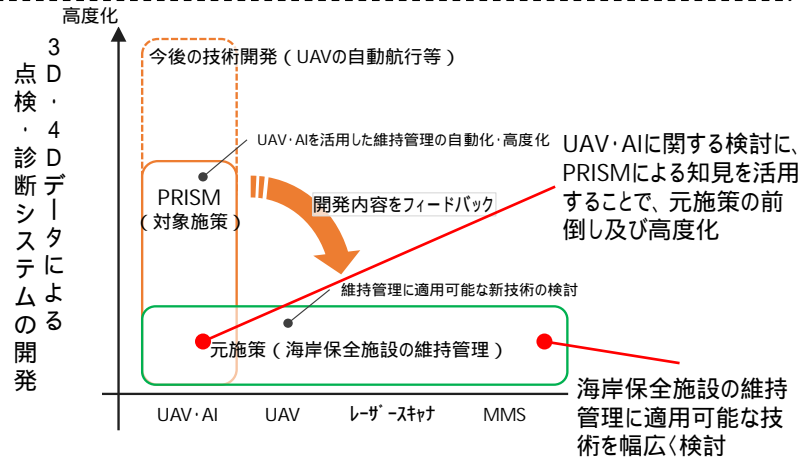 高度化
3D・4Dデータによる
点検・診断システムの開発
今後の技術開発(UAVの自動航行等)
UAV・AIを活用した維持管理の自動化・高度化
PRISM
(対象施策)
開発内容をフィードバック
維持管理に適用可能な新技術の検討
元施策(海岸保全施設の維持管理)
UAV・AIに関する検討に、
PRISMによる知見を活用
することで、元施策の前
倒し及び高度化
海岸保全施設の維持
管理に適用可能な技
術を幅広く検討
UAV・AI
UAV
レーザースキャナ
MMS